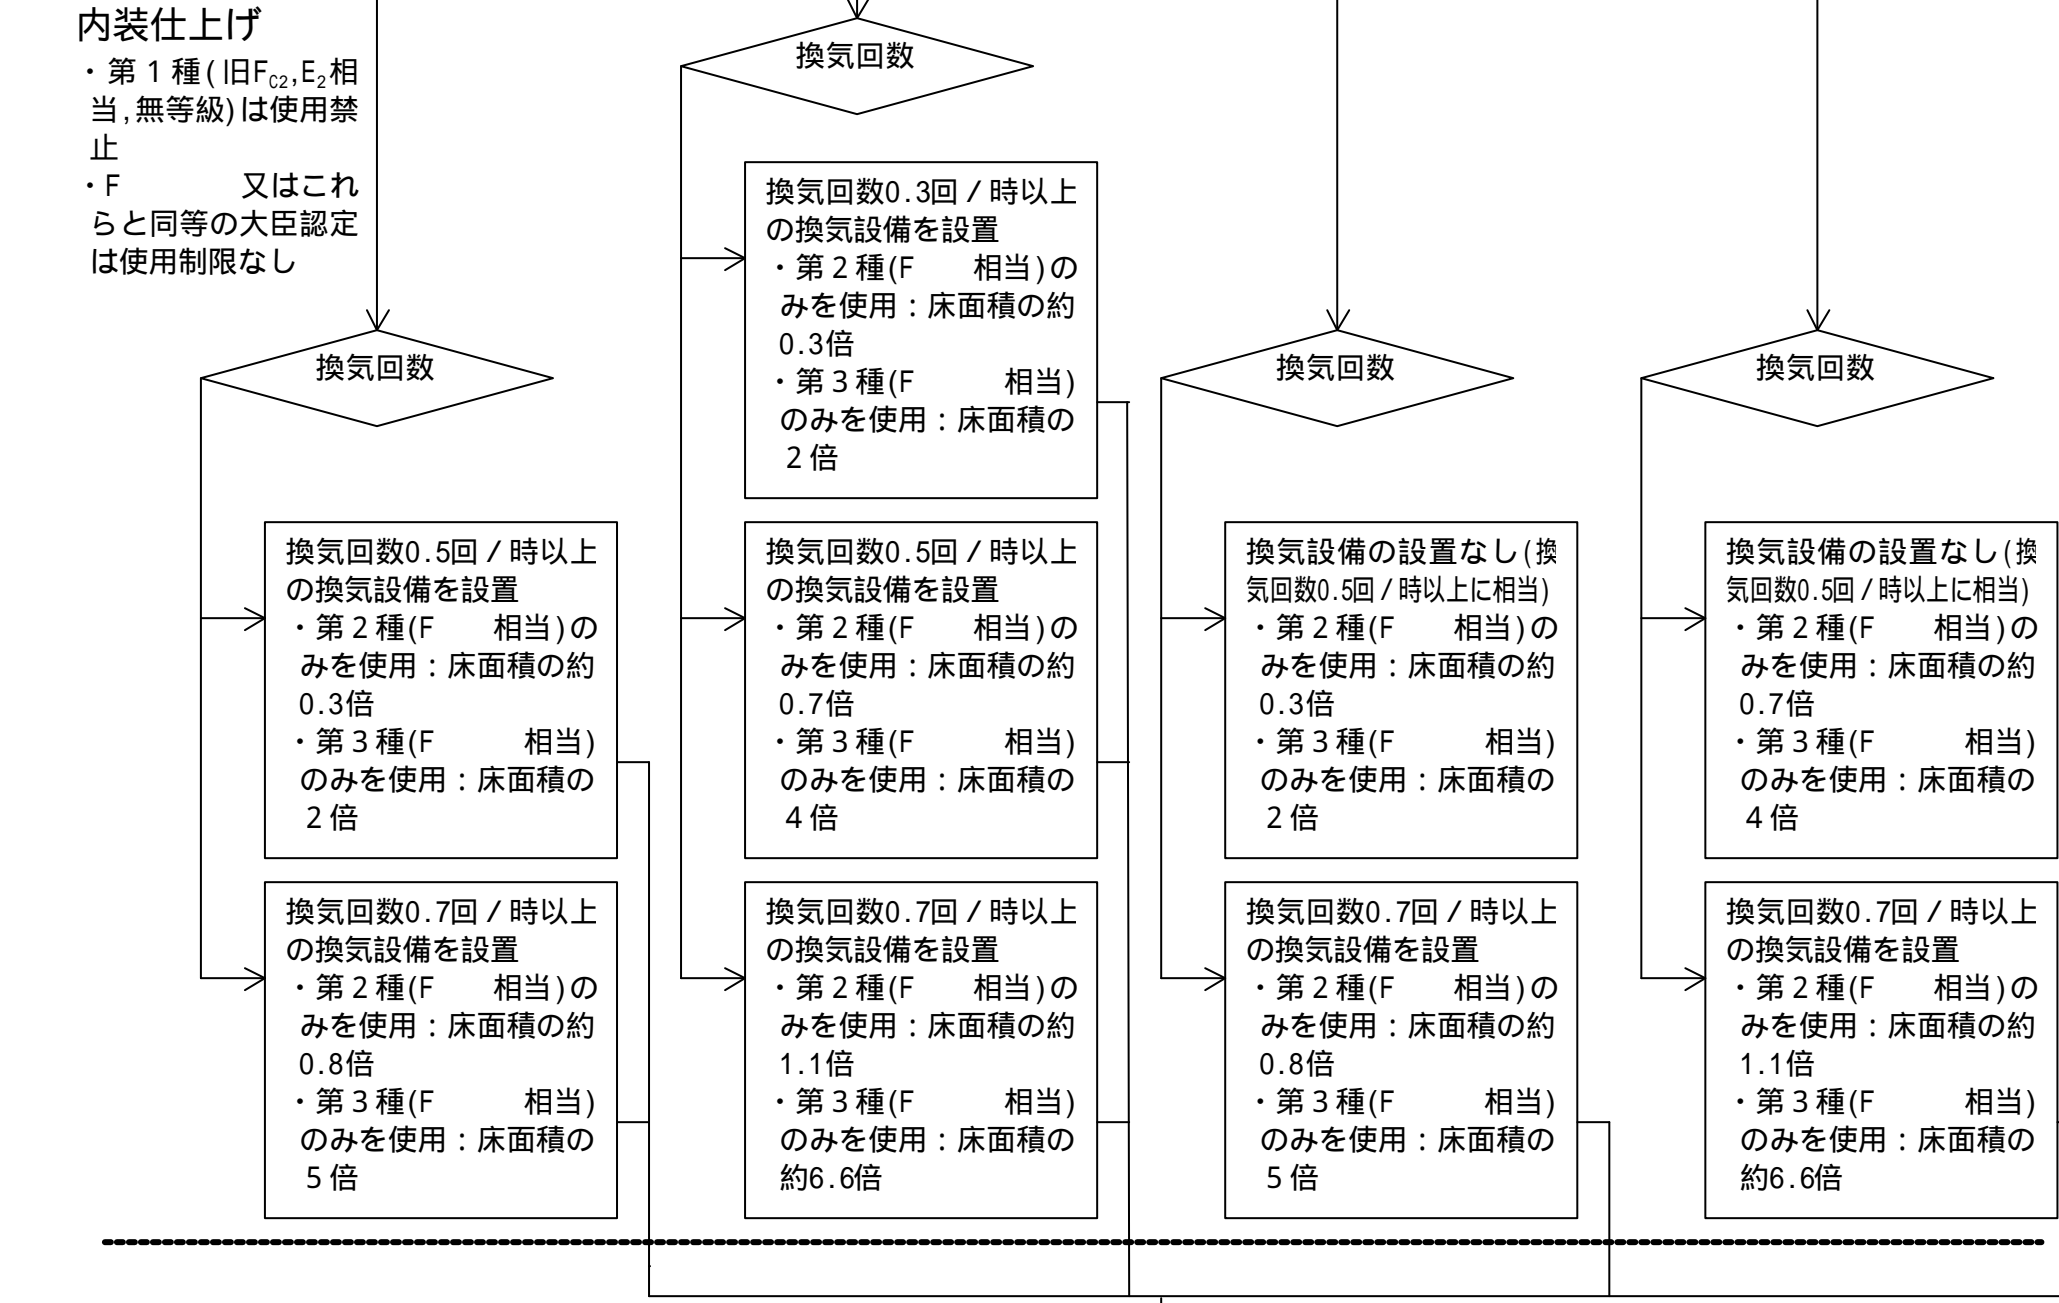 内装仕上げ
・第１種(旧FC2,E2相
当,無等級)は使用禁
止
・F　　　　又はこれ
らと同等の大臣認定
は使用制限なし
換気回数
換気回数
換気回数0.5回／時以上
の換気設備を設置
・第２種(F　　相当)の
みを使用：床面積の約
0.3倍
・第３種(F　　　相当)
のみを使用：床面積の
２倍
換気回数0.7回／時以上
の換気設備を設置
・第２種(F　　相当)の
みを使用：床面積の約
0.8倍
・第３種(F　　　相当)
のみを使用：床面積の
５倍
換気回数0.3回／時以上
の換気設備を設置
・第２種(F　　相当)の
みを使用：床面積の約
0.3倍
・第３種(F　　　相当)
のみを使用：床面積の
２倍
換気回数0.5回／時以上
の換気設備を設置
・第２種(F　　相当)の
みを使用：床面積の約
0.7倍
・第３種(F　　　相当)
のみを使用：床面積の
４倍
換気回数0.7回／時以上
の換気設備を設置
・第２種(F　　相当)の
みを使用：床面積の約
1.1倍
・第３種(F　　　相当)
のみを使用：床面積の
約6.6倍
換気回数
換気設備の設置なし(換
気回数0.5回／時以上に相当)
・第２種(F　　相当)の
みを使用：床面積の約
0.3倍
・第３種(F　　　相当)
のみを使用：床面積の
２倍
換気回数0.7回／時以上
の換気設備を設置
・第２種(F　　相当)の
みを使用：床面積の約
0.8倍
・第３種(F　　　相当)
のみを使用：床面積の
５倍
換気回数
換気設備の設置なし(換
気回数0.5回／時以上に相当)
・第２種(F　　相当)の
みを使用：床面積の約
0.7倍
・第３種(F　　　相当)
のみを使用：床面積の
４倍
換気回数0.7回／時以上
の換気設備を設置
・第２種(F　　相当)の
みを使用：床面積の約
1.1倍
・第３種(F　　　相当)
のみを使用：床面積の
約6.6倍